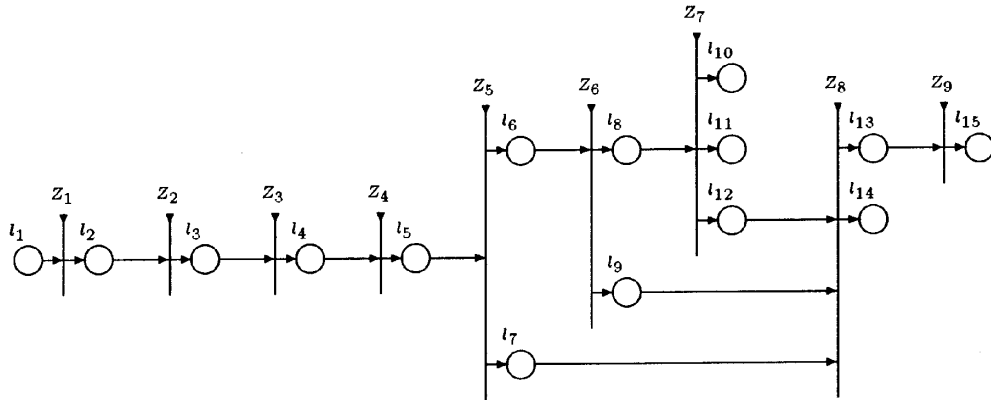 Z₇
l₁₀
Z₅ Z₆ Z₈ Z₉
l₆ l₈ l₁₁ l₁₃ l₁₅
Z₁ Z₂ Z₃ Z₄ l₁₂ l₁₄
l₁ l₂ l₃ l₄ l₅
l₉
l₇